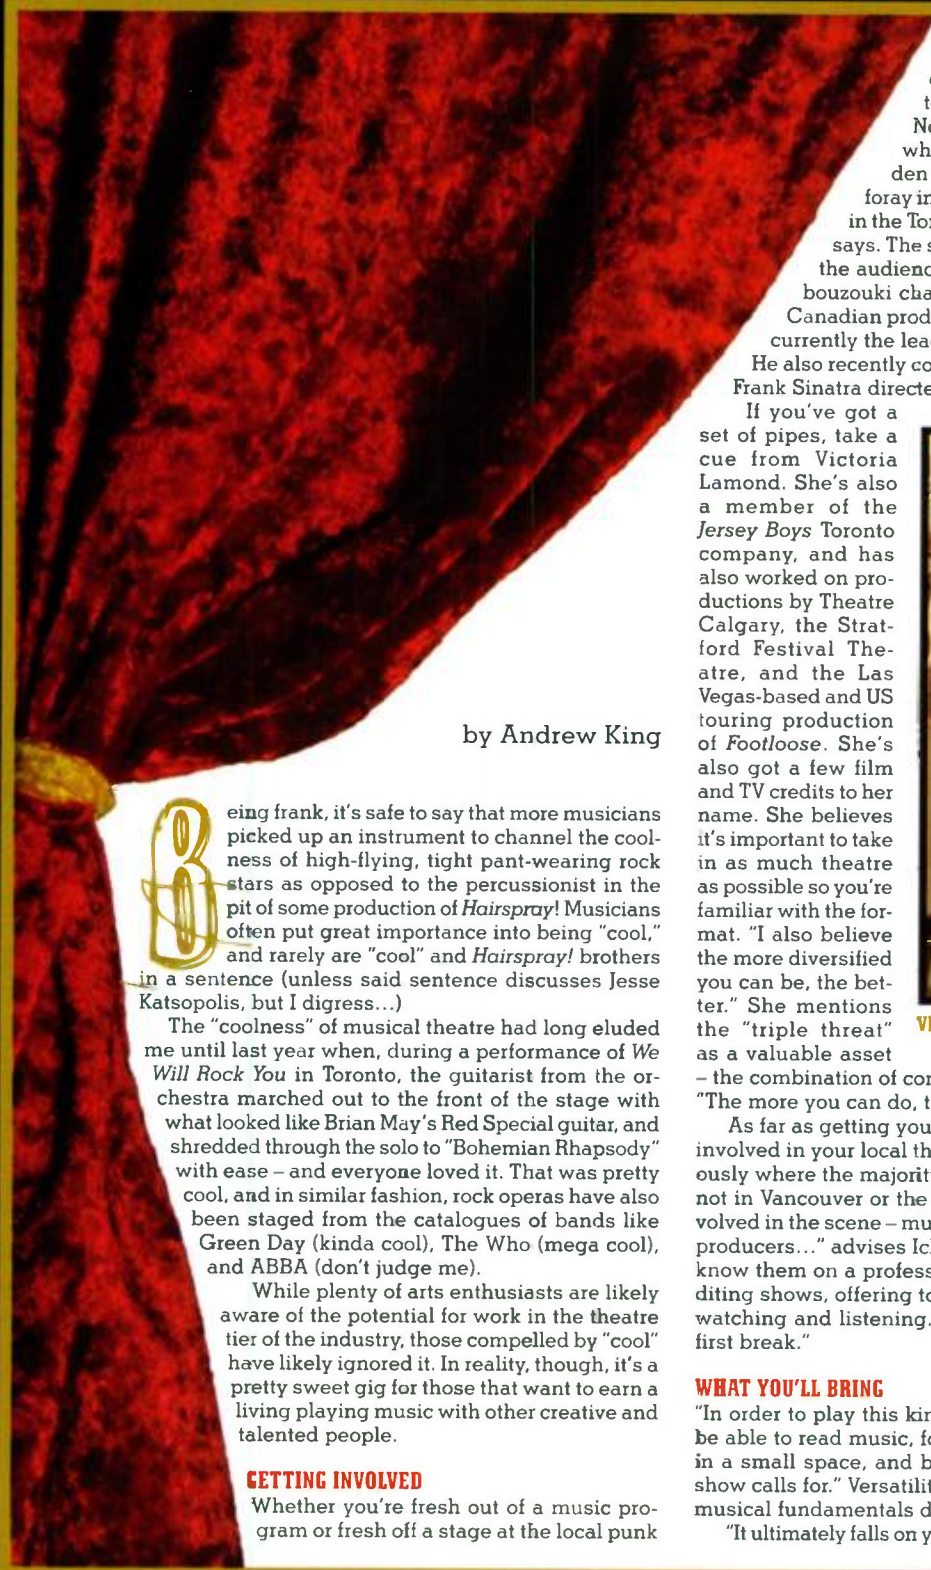 by Andrew King
Being frank, it's safe to say that more musicians
picked up an instrument to channel the cool-
ness of high-flying, tight pant-wearing rock
stars as opposed to the percussionist in the
pit of some production of Hairspray! Musicians
often put great importance into being "cool,"
and rarely are "cool" and Hairspray! brothers
in a sentence (unless said sentence discusses Jesse
Katsopolis, but I digress...)
The "coolness" of musical theatre had long eluded
me until last year when, during a performance of We
Will Rock You in Toronto, the guitarist from the or-
chestra marched out to the front of the stage with
what looked like Brian May's Red Special guitar, and
shredded through the solo to "Bohemian Rhapsody"
with ease – and everyone loved it. That was pretty
cool, and in similar fashion, rock operas have also
been staged from the catalogues of bands like
Green Day (kinda cool), The Who (mega cool),
and ABBA (don't judge me).
While plenty of arts enthusiasts are likely
aware of the potential for work in the theatre
tier of the industry, those compelled by "cool"
have likely ignored it. In reality, though, it's a
pretty sweet gig for those that want to earn a
living playing music with other creative and
talented people.
GETTING INVOLVED
Whether you're fresh out of a music pro-
gram or fresh off a stage at the local punk
den
foray
in the
says. The
the
bouzouki
Canadian
currently the
He also recently
Frank Sinatra
If you've got a
set of pipes, take a
cue from Victoria
Lamond. She's also
a member of the
Jersey Boys Toronto
company, and has
also worked on pro-
ductions by Theatre
Calgary, the Strat-
ford Festival The-
atre, and the Las
Vegas-based and US
touring production
of Footloose. She's
also got a few film
and TV credits to her
name. She believes
it's important to take
in as much theatre
as possible so you're
familiar with the for-
mat. "I also believe
the more diversified
you can be, the bet-
ter." She mentions
the "triple threat"
as a valuable asset
– the combination of
"The more you can do,
As far as getting
involved in your local
ously where the
not in Vancouver or the
volved in the scene –
producers..." advises
know them on a
diting shows, offering
watching and listening.
first break."
WHAT YOU'LL BRING
"In order to play this
be able to read music,
in a small space, and
show calls for."
musical fundamentals
"It ultimately falls on